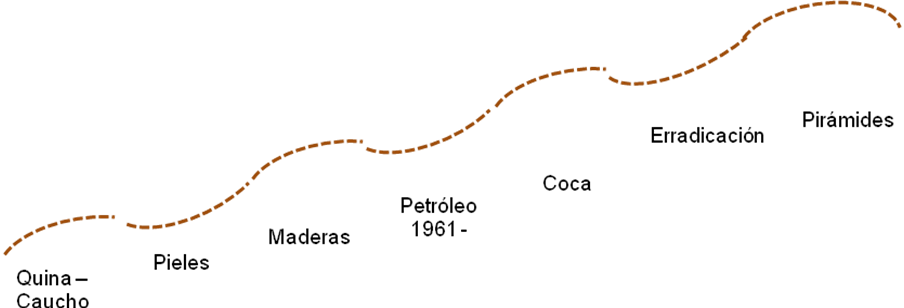 Quina –
Caucho
Pieles
Maderas
Petróleo
1961 -
Coca
Erradicación
Pirámides